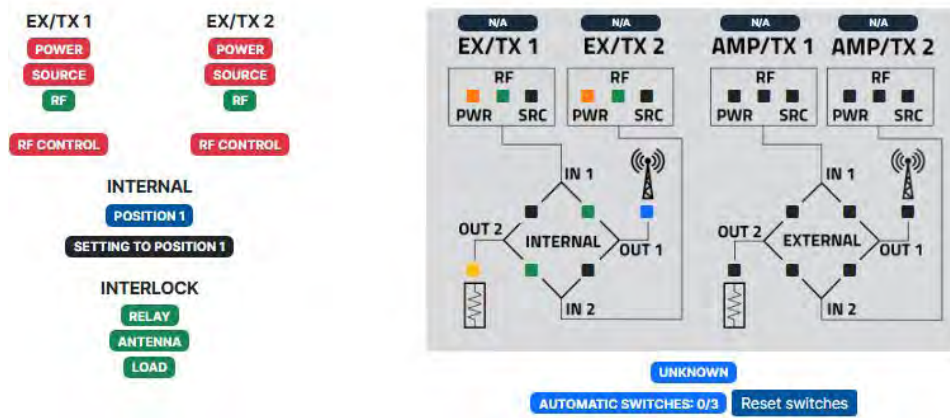 EX/TX 1 EX/TX 2
POWER POWER
SOURCE SOURCE
RF RF
RF CONTROL RF CONTROL
INTERNAL
POSITION 1
SETTING TO POSITION 1
INTERLOCK
RELAY
ANTENNA
LOAD
N/A N/A N/A N/A
EX/TX 1 EX/TX 2 AMP/TX 1 AMP/TX 2
RF RF RF RF
PWR SRC PWR SRC PWR SRC PWR SRC
IN 1 IN 1
OUT 2 INTERNAL OUT 1 OUT 2 EXTERNAL OUT 1
IN 2 IN 2
UNKNOWN
AUTOMATIC SWITCHES: 0/3 Reset switches